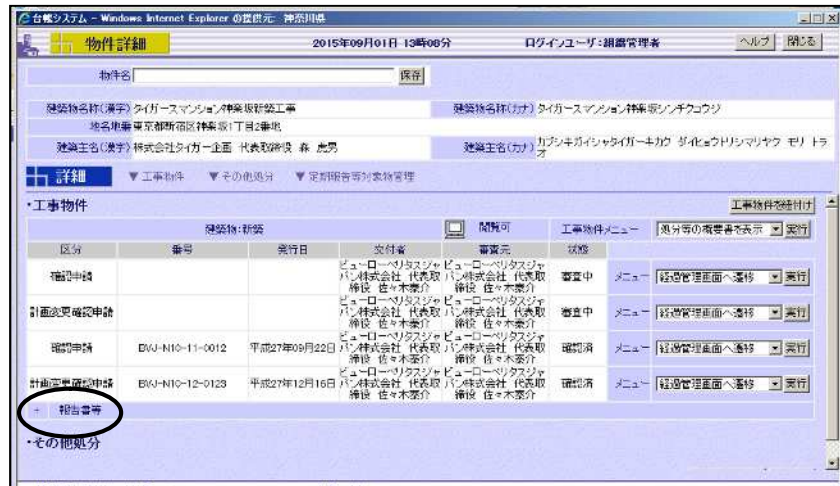 台帳システム - Windows Internet Explorer の提供元: 神奈川県
物件詳細 2015年09月01日 13時08分 ログインユーザ:組織管理者 ヘルプ 閉じる
物件名 保存
建築物名称(漢字) タイガースマンション神楽坂新築工事 建築物名称(カナ) タイガースマンション神楽坂シンチクコウジ
地名地番 東京都新宿区神楽坂1丁目2番地
建築主名(漢字) 株式会社タイガー企画 代表取締役 森 虎男 建築主名(カナ) カブシキガイシャタイガーキカク ダイヒョウトリシマリヤク モリ トラオ
詳細 ▼工事物件 ▼その他処分 ▼定期報告等対象物管理
・工事物件 工事物件を紐付け
建築物:新築 閲覧可 工事物件メニュー 処分等の概要書を表示 実行
区分 番号 発行日 交付者 審査元 状態
確認申請 ビューローベリタスジャパン株式会社 代表取締役 佐々木泰介 ビューローベリタスジャパン株式会社 代表取締役 佐々木泰介 審査中 メニュー 経過管理画面へ遷移 実行
計画変更確認申請 ビューローベリタスジャパン株式会社 代表取締役 佐々木泰介 ビューローベリタスジャパン株式会社 代表取締役 佐々木泰介 審査中 メニュー 経過管理画面へ遷移 実行
確認申請 BVJ-N10-11-0012 平成27年09月22日 ビューローベリタスジャパン株式会社 代表取締役 佐々木泰介 ビューローベリタスジャパン株式会社 代表取締役 佐々木泰介 確認済 メニュー 経過管理画面へ遷移 実行
計画変更確認申請 BVJ-N10-12-0123 平成27年12月16日 ビューローベリタスジャパン株式会社 代表取締役 佐々木泰介 ビューローベリタスジャパン株式会社 代表取締役 佐々木泰介 確認済 メニュー 経過管理画面へ遷移 実行
+ 報告書等
・その他処分